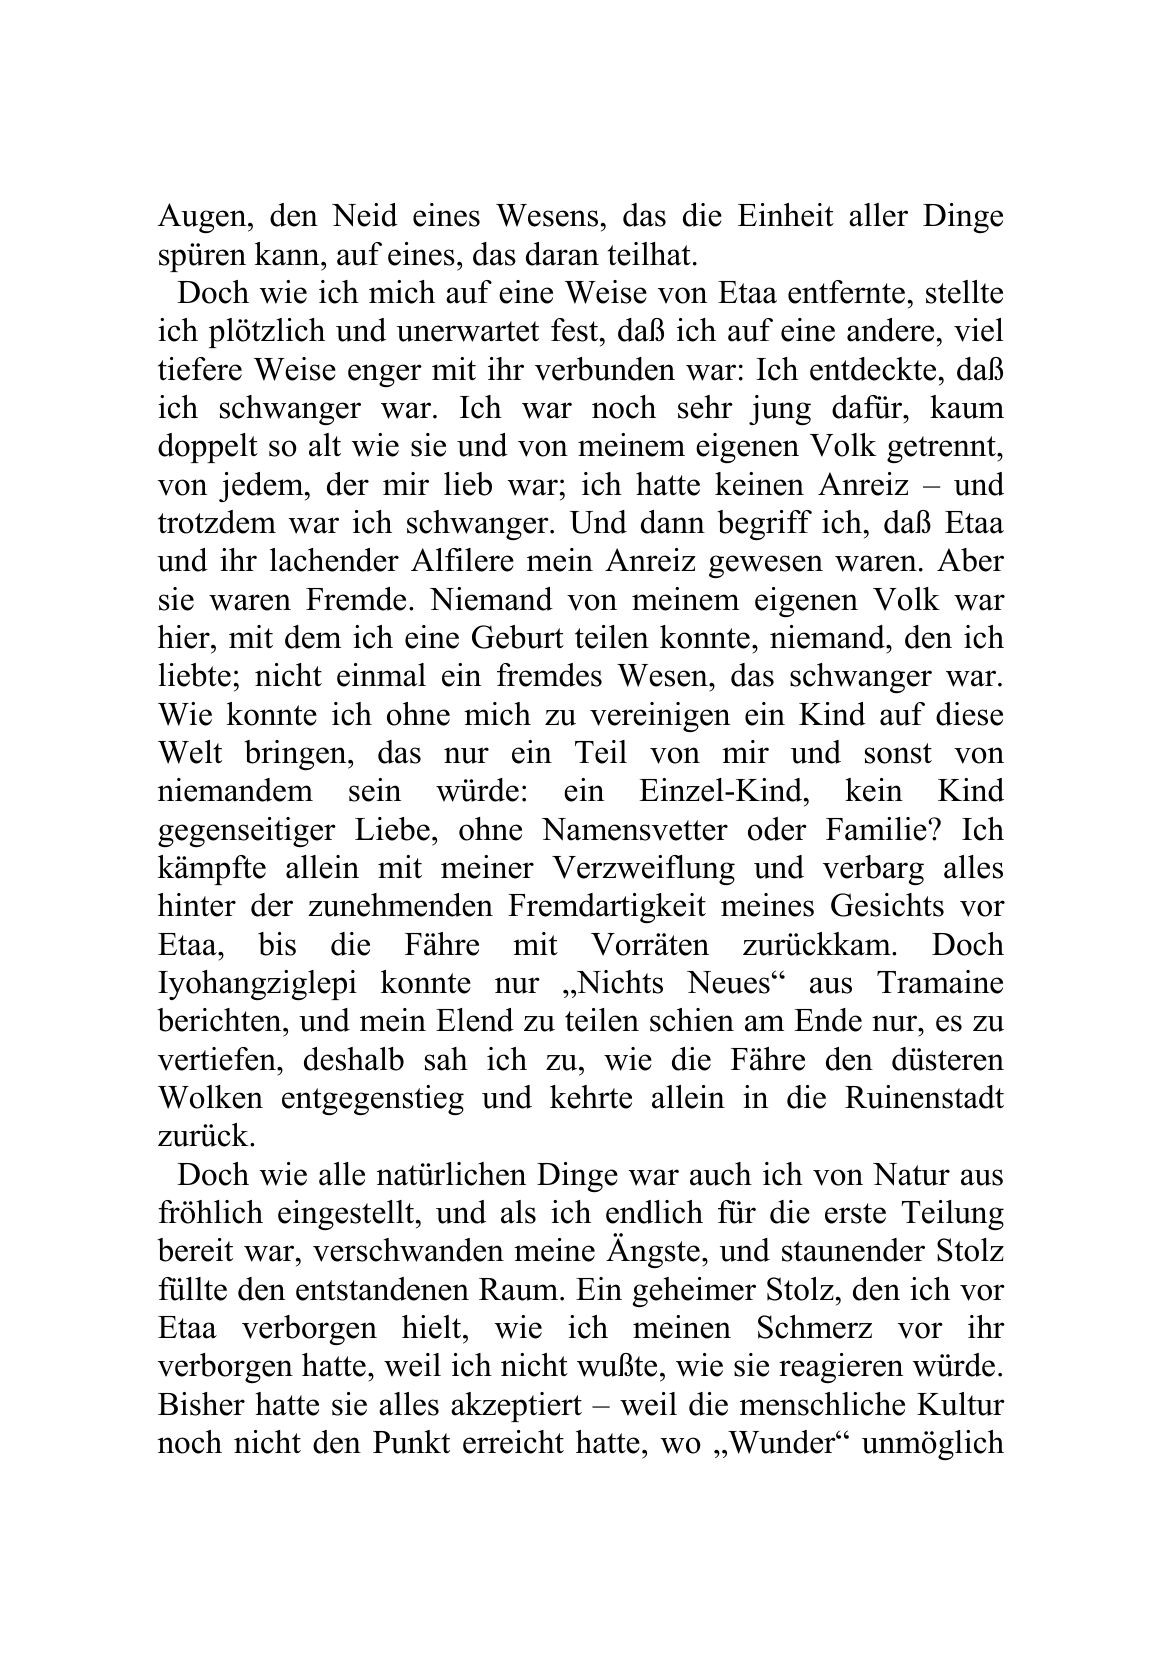 Augen, den Neid eines Wesens, das die Einheit aller Dinge
spüren kann, auf eines, das daran teilhat.
Doch wie ich mich auf eine Weise von Etaa entfernte, stellte
ich plötzlich und unerwartet fest, daß ich auf eine andere, viel
tiefere Weise enger mit ihr verbunden war: Ich entdeckte, daß
ich schwanger war. Ich war noch sehr jung dafür, kaum
doppelt so alt wie sie und von meinem eigenen Volk getrennt,
von jedem, der mir lieb war; ich hatte keinen Anreiz – und
trotzdem war ich schwanger. Und dann begriff ich, daß Etaa
und ihr lachender Alfilere mein Anreiz gewesen waren. Aber
sie waren Fremde. Niemand von meinem eigenen Volk war
hier, mit dem ich eine Geburt teilen konnte, niemand, den ich
liebte; nicht einmal ein fremdes Wesen, das schwanger war.
Wie konnte ich ohne mich zu vereinigen ein Kind auf diese
Welt bringen, das nur ein Teil von mir und sonst von
niemandem sein würde: ein Einzel-Kind, kein Kind
gegenseitiger Liebe, ohne Namensvetter oder Familie? Ich
kämpfte allein mit meiner Verzweiflung und verbarg alles
hinter der zunehmenden Fremdartigkeit meines Gesichts vor
Etaa, bis die Fähre mit Vorräten zurückkam. Doch
Iyohangziglepi konnte nur „Nichts Neues“ aus Tramaine
berichten, und mein Elend zu teilen schien am Ende nur, es zu
vertiefen, deshalb sah ich zu, wie die Fähre den düsteren
Wolken entgegenstieg und kehrte allein in die Ruinenstadt
zurück.
Doch wie alle natürlichen Dinge war auch ich von Natur aus
fröhlich eingestellt, und als ich endlich für die erste Teilung
bereit war, verschwanden meine Ängste, und staunender Stolz
füllte den entstandenen Raum. Ein geheimer Stolz, den ich vor
Etaa verborgen hielt, wie ich meinen Schmerz vor ihr
verborgen hatte, weil ich nicht wußte, wie sie reagieren würde.
Bisher hatte sie alles akzeptiert – weil die menschliche Kultur
noch nicht den Punkt erreicht hatte, wo „Wunder“ unmöglich